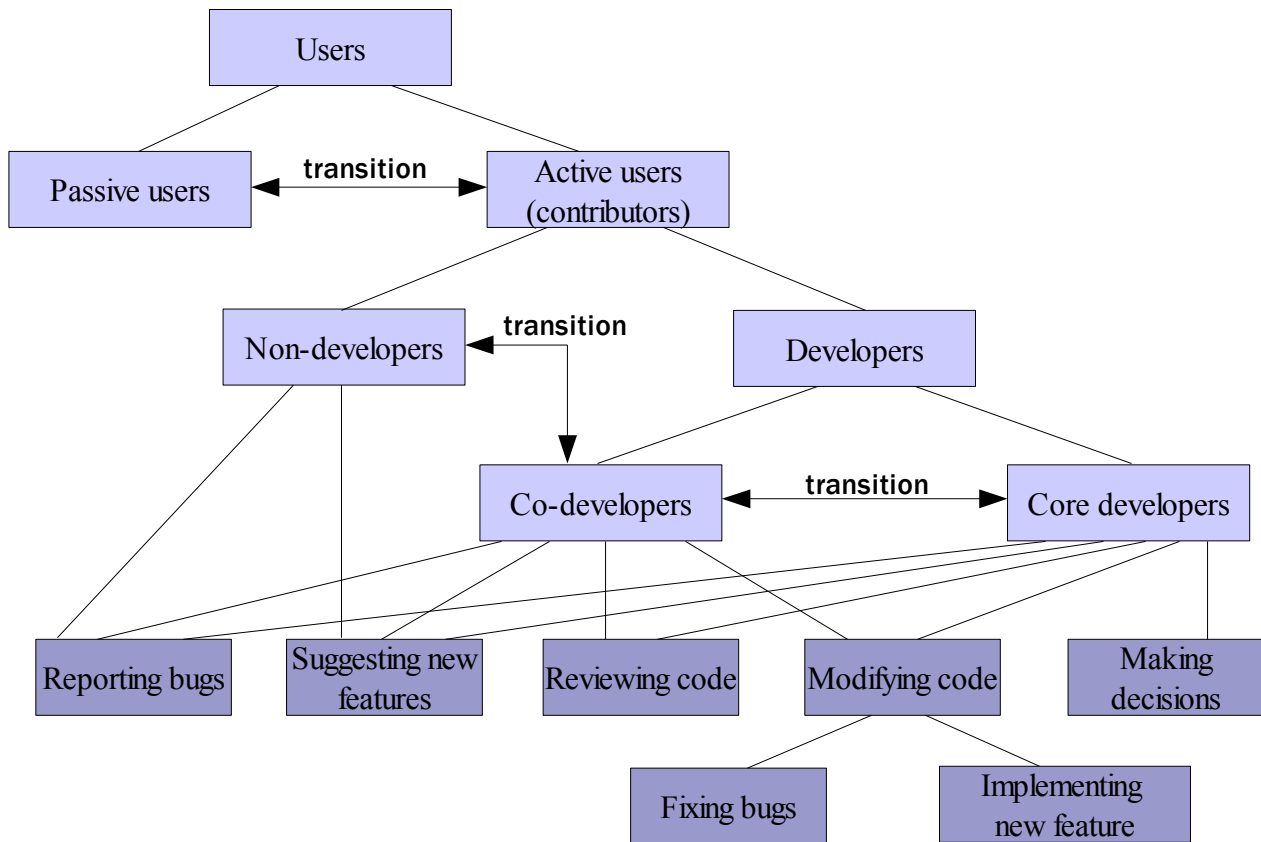 Users
Passive users
transition
Active users
(contributors)
Non-developers
transition
Developers
Co-developers
transition
Core developers
Reporting bugs
Suggesting new
features
Reviewing code
Modifying code
Making
decisions
Fixing bugs
Implementing
new feature